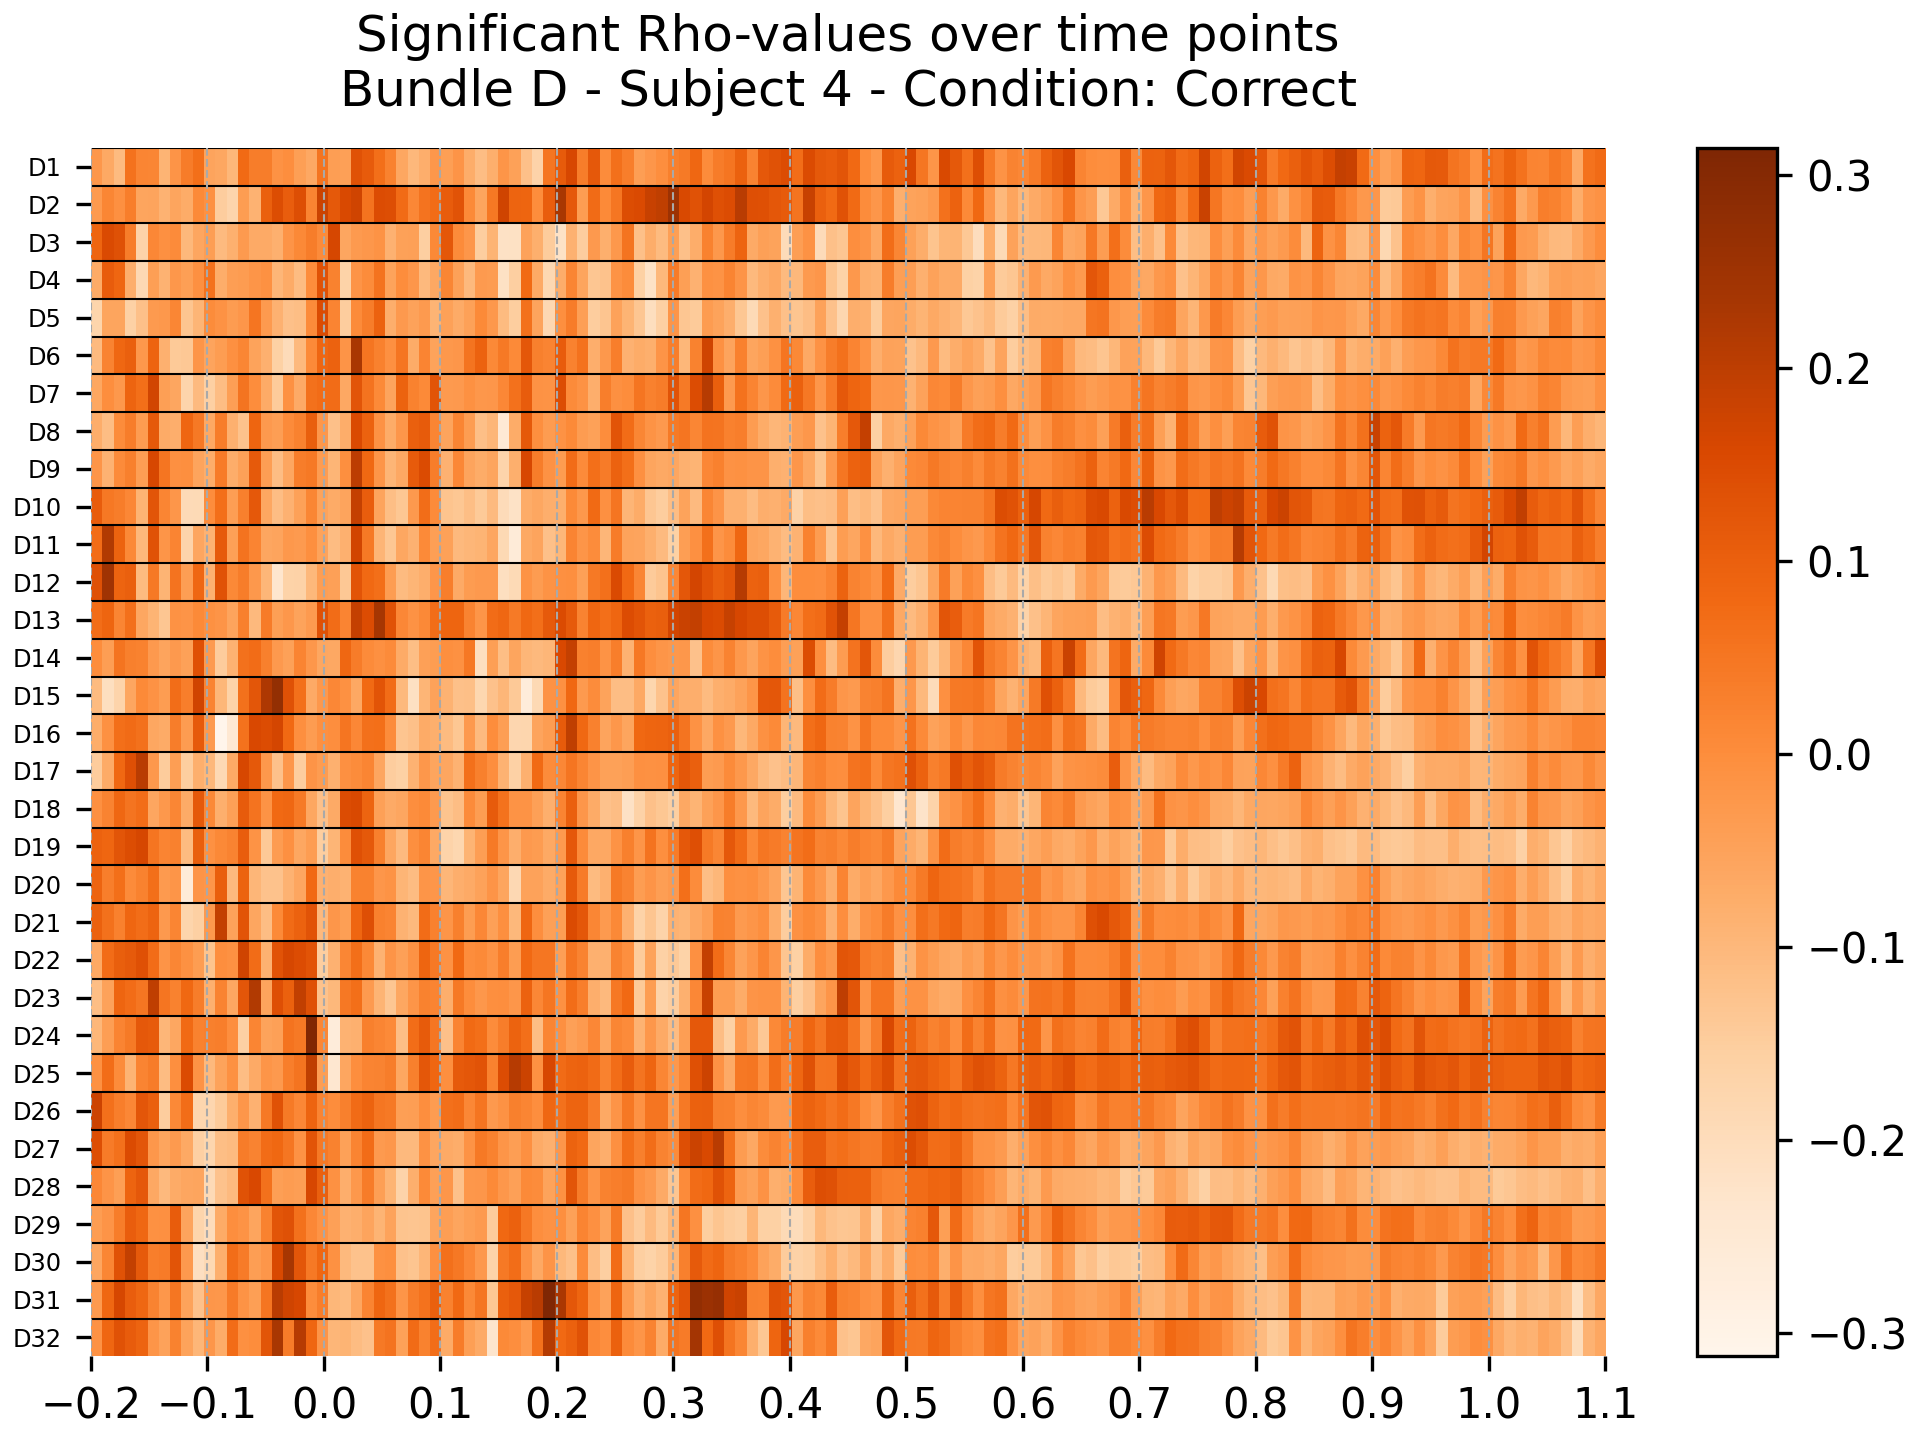 Significant Rho-values over time points
Bundle D - Subject 4 - Condition: Correct
D1
D2
D3
D4
D5
D6
D7
D8
D9
D10
D11
D12
D13
D14
D15
D16
D17
D18
D19
D20
D21
D22
D23
D24
D25
D26
D27
D28
D29
D30
D31
D32
−0.2 −0.1 0.0 0.1 0.2 0.3 0.4 0.5 0.6 0.7 0.8 0.9 1.0 1.1
0.3
0.2
0.1
0.0
−0.1
−0.2
−0.3